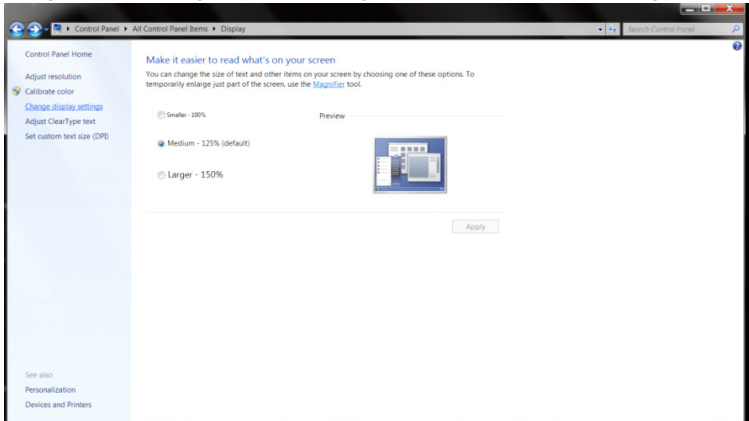 Control Panel ▸ All Control Panel Items ▸ Display
Search Control Panel
Control Panel Home
Adjust resolution
Calibrate color
Change display settings
Adjust ClearType text
Set custom text size (DPI)
Make it easier to read what's on your screen
You can change the size of text and other items on your screen by choosing one of these options. To
temporarily enlarge just part of the screen, use the Magnifier tool.
Smaller - 100%
Preview
Medium - 125% (default)
Larger - 150%
Apply
See also
Personalization
Devices and Printers